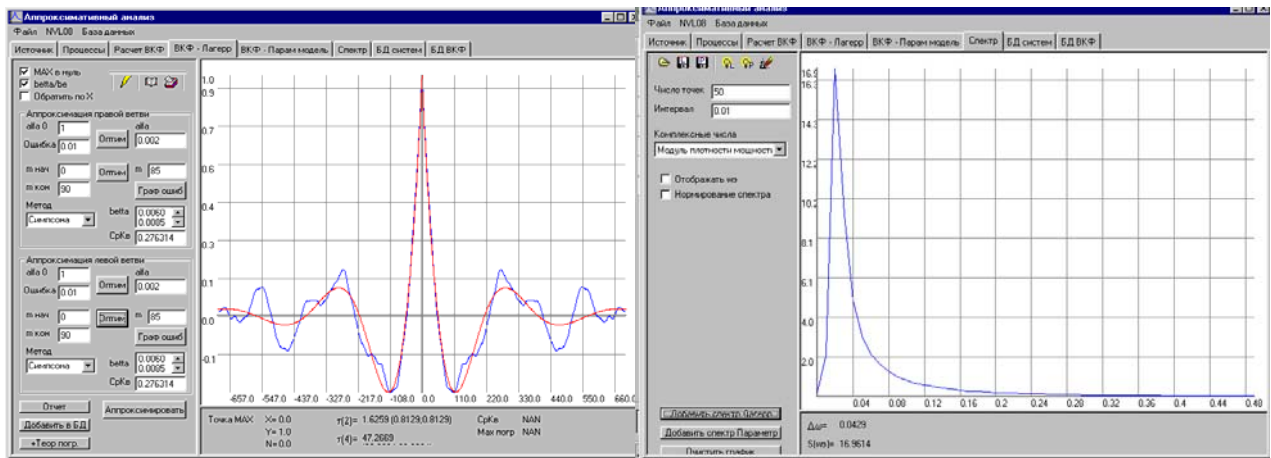 Аппроксимативный анализ
Файл NVL08 База данных
Источник Процессы Расчет ВКФ ВКФ - Лагерр ВКФ - Парам модель Спектр БД систем БД ВКФ
MAX в нуль
betta/be
Обратить по X
Аппроксимация правой ветви
alfa 0 1 Оптим alfa 0.002
Ошибка 0.01
m нач 0 Оптим m 85
m кон 90 Граф ошиб
Метод
Симпсона betta 0.0060
0.0085
СрКв 0.276314
Аппроксимация левой ветви
alfa 0 1 Оптим alfa 0.002
Ошибка 0.01
m нач 0 Оптим m 85
m кон 90 Граф ошиб
Метод
Симпсона betta 0.0060
0.0085
СрКв 0.276314
Отчет Аппроксимировать
Добавить в БД
+Теор погр.
1.0
0.9
0.7
0.6
0.4
0.3
0.1
0.0
-0.1
-657.0 -547.0 -437.0 -327.0 -217.0 -108.0 0.0 110.0 220.0 330.0 440.0 550.0 660.0
Точка MAX X= 0.0 τ(2)= 1.6259 (0.8129,0.8129) СрКв NAN
Y= 1.0 Max погр NAN
N= 0.0 τ(4)= 47.2669
Аппроксимативный анализ
Файл NVL08 База данных
Источник Процессы Расчет ВКФ ВКФ - Лагерр ВКФ - Парам модель Спектр БД систем БД ВКФ
Число точек 50
Интервал 0.01
Комплексные числа
Модуль плотности мощност
Отображать wэ
Нормирование спектра
Добавить спектр Лагерр
Добавить спектр Параметр
Очистить график
16.9
16.3
14.3
12.2
10.2
8.1
6.1
4.0
2.0
0.04 0.08 0.12 0.16 0.20 0.24 0.28 0.32 0.36 0.4 0.44 0.48
Δω= 0.0429
S(wэ)= 16.9614